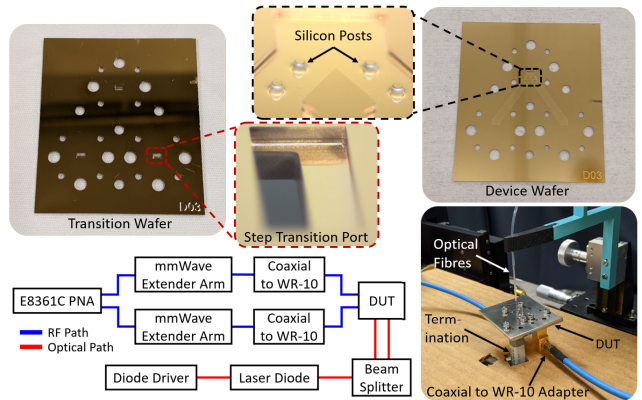 Silicon Posts
D03
Transition Wafer
Step Transition Port
D03
Device Wafer
Optical
Fibres
Term-
ination
DUT
Coaxial to WR-10 Adapter
E8361C PNA
mmWave
Extender Arm
Coaxial
to WR-10
mmWave
Extender Arm
Coaxial
to WR-10
DUT
RF Path
Optical Path
Diode Driver
Laser Diode
Beam
Splitter